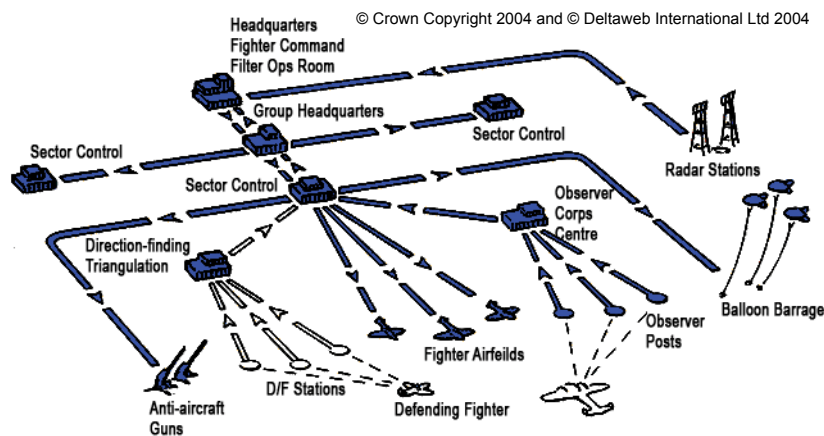 © Crown Copyright 2004 and © Deltaweb International Ltd 2004
Headquarters
Fighter Command
Filter Ops Room
Group Headquarters
Sector Control
Radar Stations
Sector Control
Sector Control
Observer
Corps
Centre
Direction-finding
Triangulation
Balloon Barrage
Observer
Posts
Fighter Airfeilds
D/F Stations
Defending Fighter
Anti-aircraft
Guns